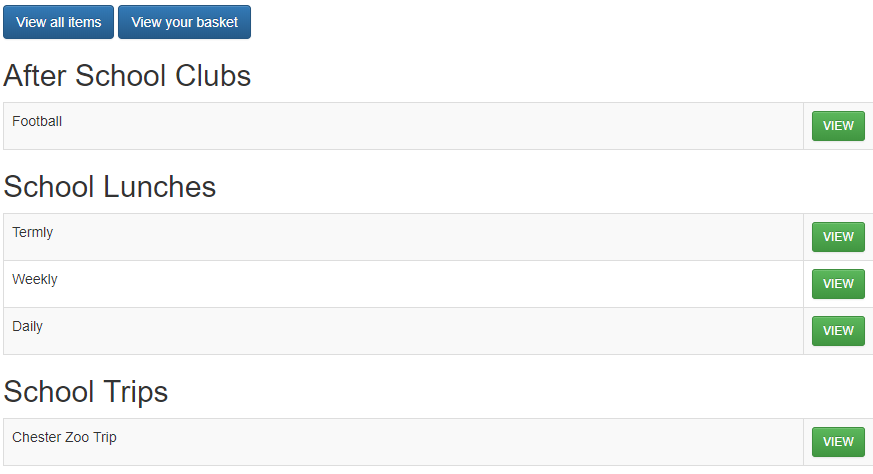 View all items View your basket
After School Clubs
Football VIEW
School Lunches
Termly VIEW
Weekly VIEW
Daily VIEW
School Trips
Chester Zoo Trip VIEW